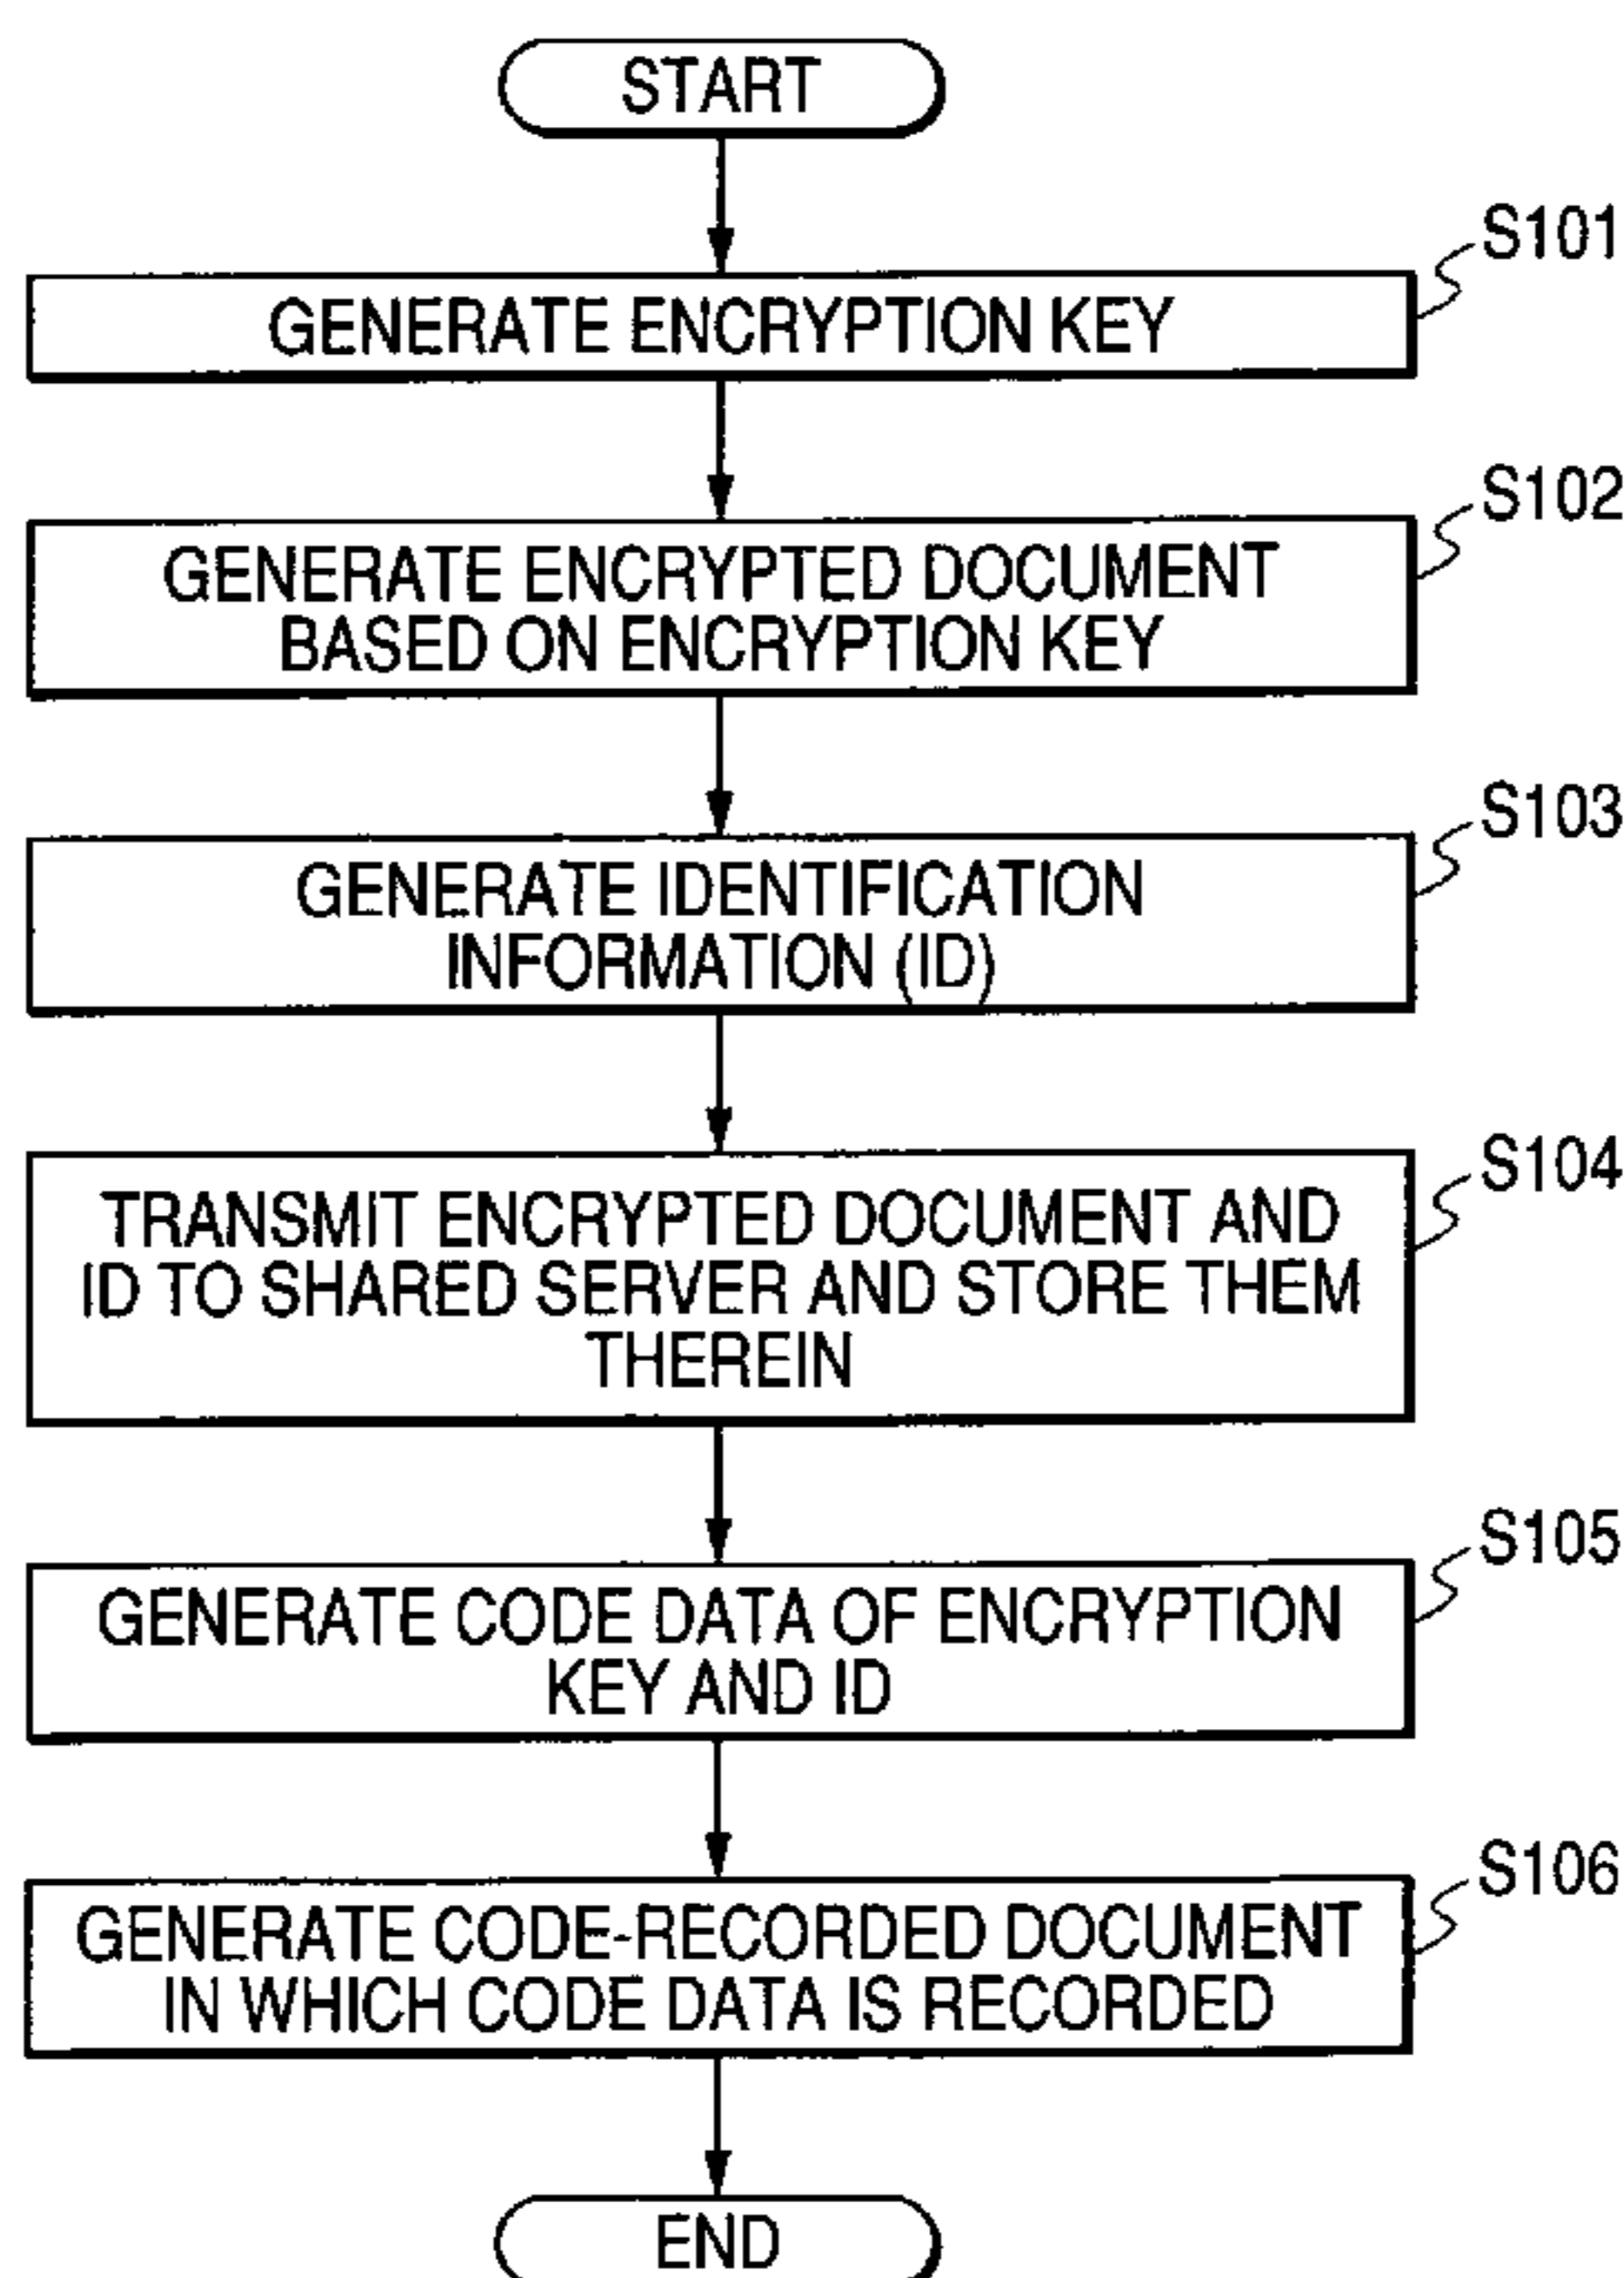 START
S101
GENERATE ENCRYPTION KEY
S102
GENERATE ENCRYPTED DOCUMENT
BASED ON ENCRYPTION KEY
S103
GENERATE IDENTIFICATION
INFORMATION (ID)
S104
TRANSMIT ENCRYPTED DOCUMENT AND
ID TO SHARED SERVER AND STORE THEM
THEREIN
S105
GENERATE CODE DATA OF ENCRYPTION
KEY AND ID
S106
GENERATE CODE-RECORDED DOCUMENT
IN WHICH CODE DATA IS RECORDED
END